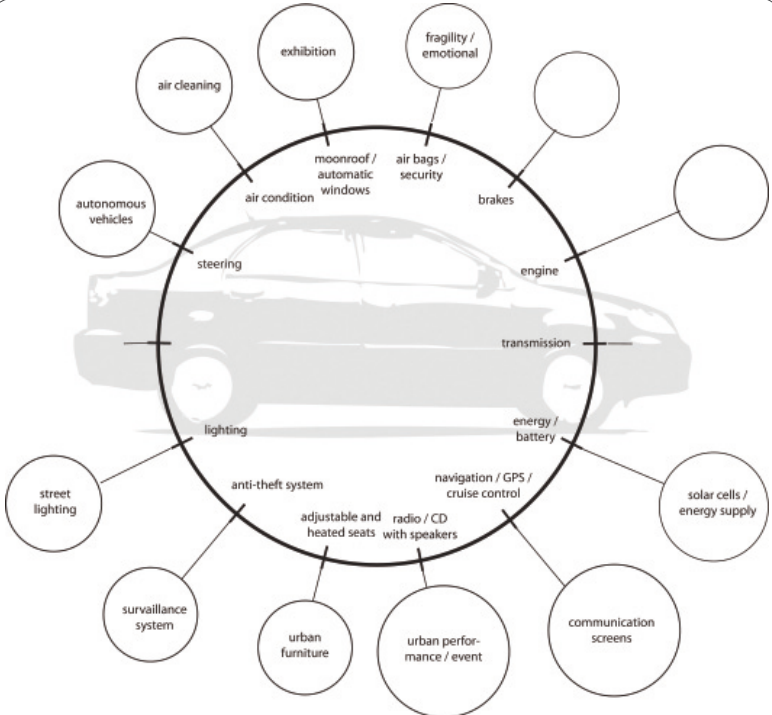 exhibition
fragility /
emotional
air cleaning
moonroof /
automatic
windows
air bags /
security
air condition
brakes
autonomous
vehicles
steering
engine
transmission
lighting
energy /
battery
anti-theft system
navigation / GPS /
cruise control
street
lighting
solar cells /
energy supply
adjustable and
heated seats
radio / CD
with speakers
survaillance
system
urban
furniture
urban perfor-
mance / event
communication
screens